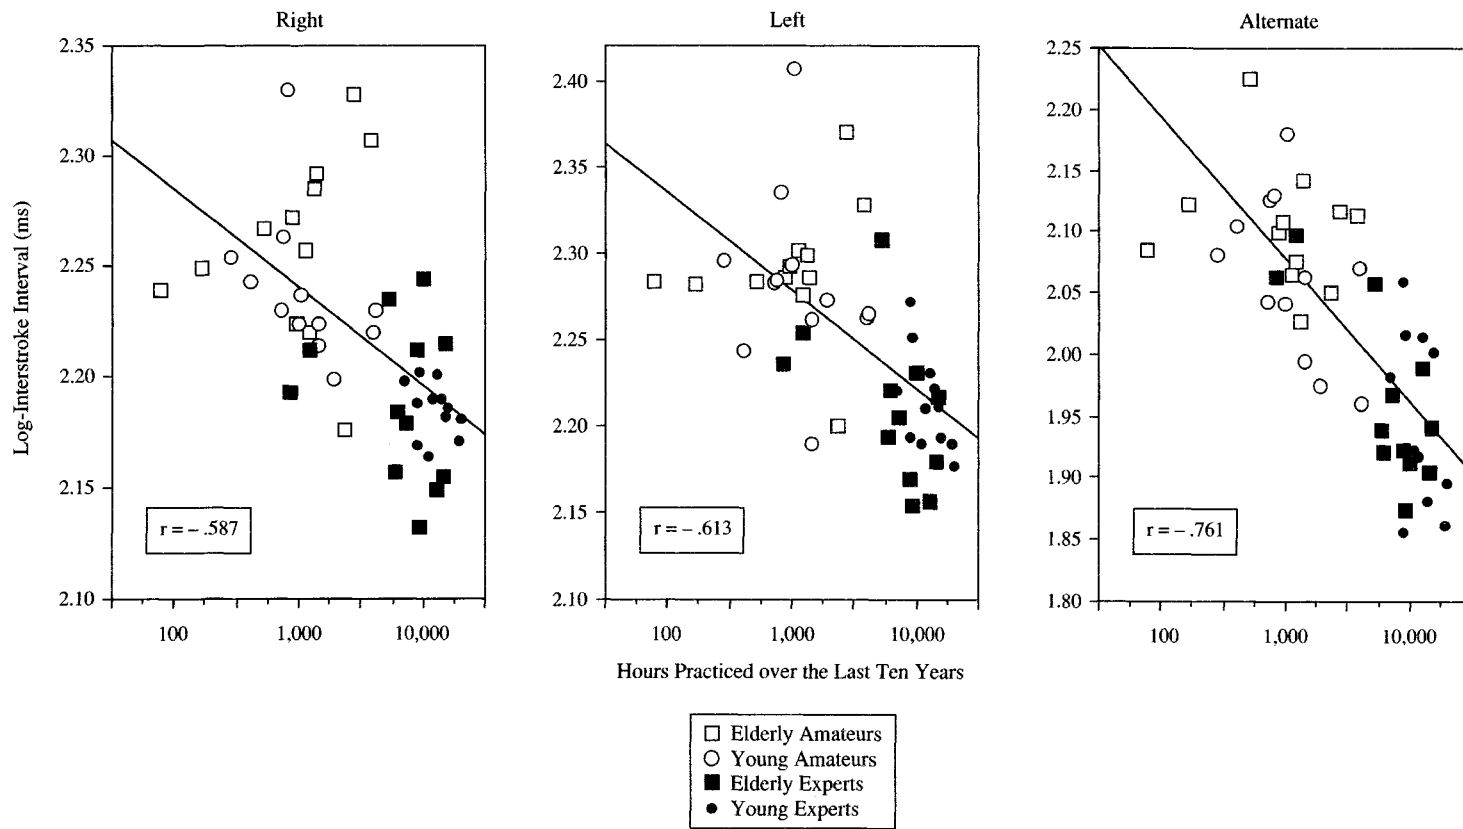 Right
Left
Alternate
Log-Interstroke Interval (ms)
2.35
2.30
2.25
2.20
2.15
2.10
r = – .587
100
1,000
10,000
2.40
2.35
2.30
2.25
2.20
2.15
2.10
r = – .613
100
1,000
10,000
2.25
2.20
2.15
2.10
2.05
2.00
1.95
1.90
1.85
1.80
r = – .761
100
1,000
10,000
Hours Practiced over the Last Ten Years
Elderly Amateurs
Young Amateurs
Elderly Experts
Young Experts